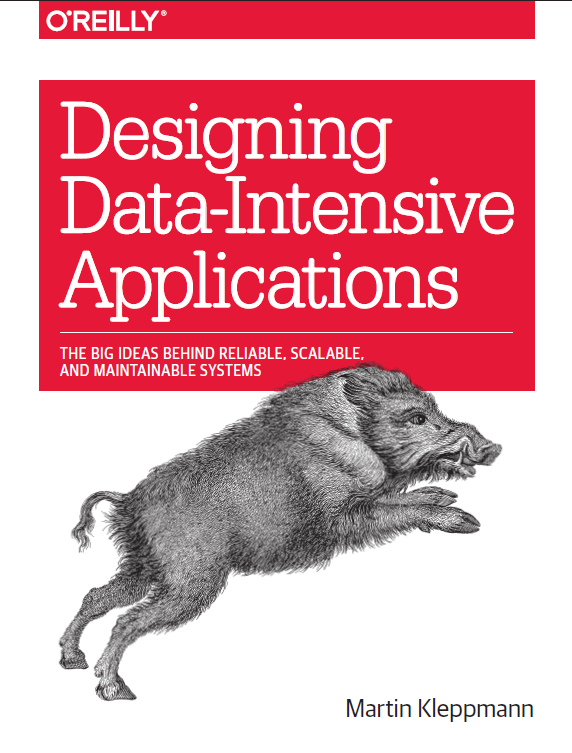 O'REILLY®
Designing
Data-Intensive
Applications
THE BIG IDEAS BEHIND RELIABLE, SCALABLE,
AND MAINTAINABLE SYSTEMS
Martin Kleppmann